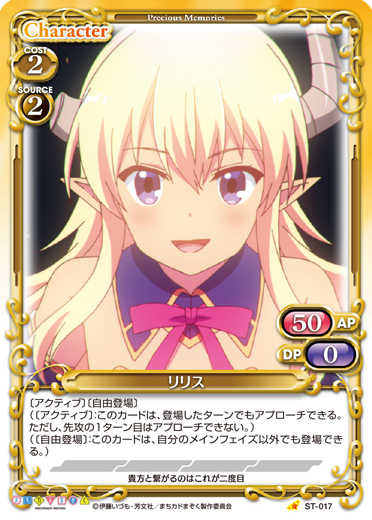 Precious Memories
Character
COST
2
SOURCE
2
50 AP
DP 0
リリス
〔アクティブ〕〔自由登場〕
(〔アクティブ〕:このカードは、登場したターンでもアプローチできる。
ただし、先攻の1ターン目はアプローチできない。)
(〔自由登場〕:このカードは、自分のメインフェイズ以外でも登場でき
る。)
貴方と繋がるのはこれが二度目
©伊藤いづも・芳文社/まちカドまぞく製作委員会
ST-017